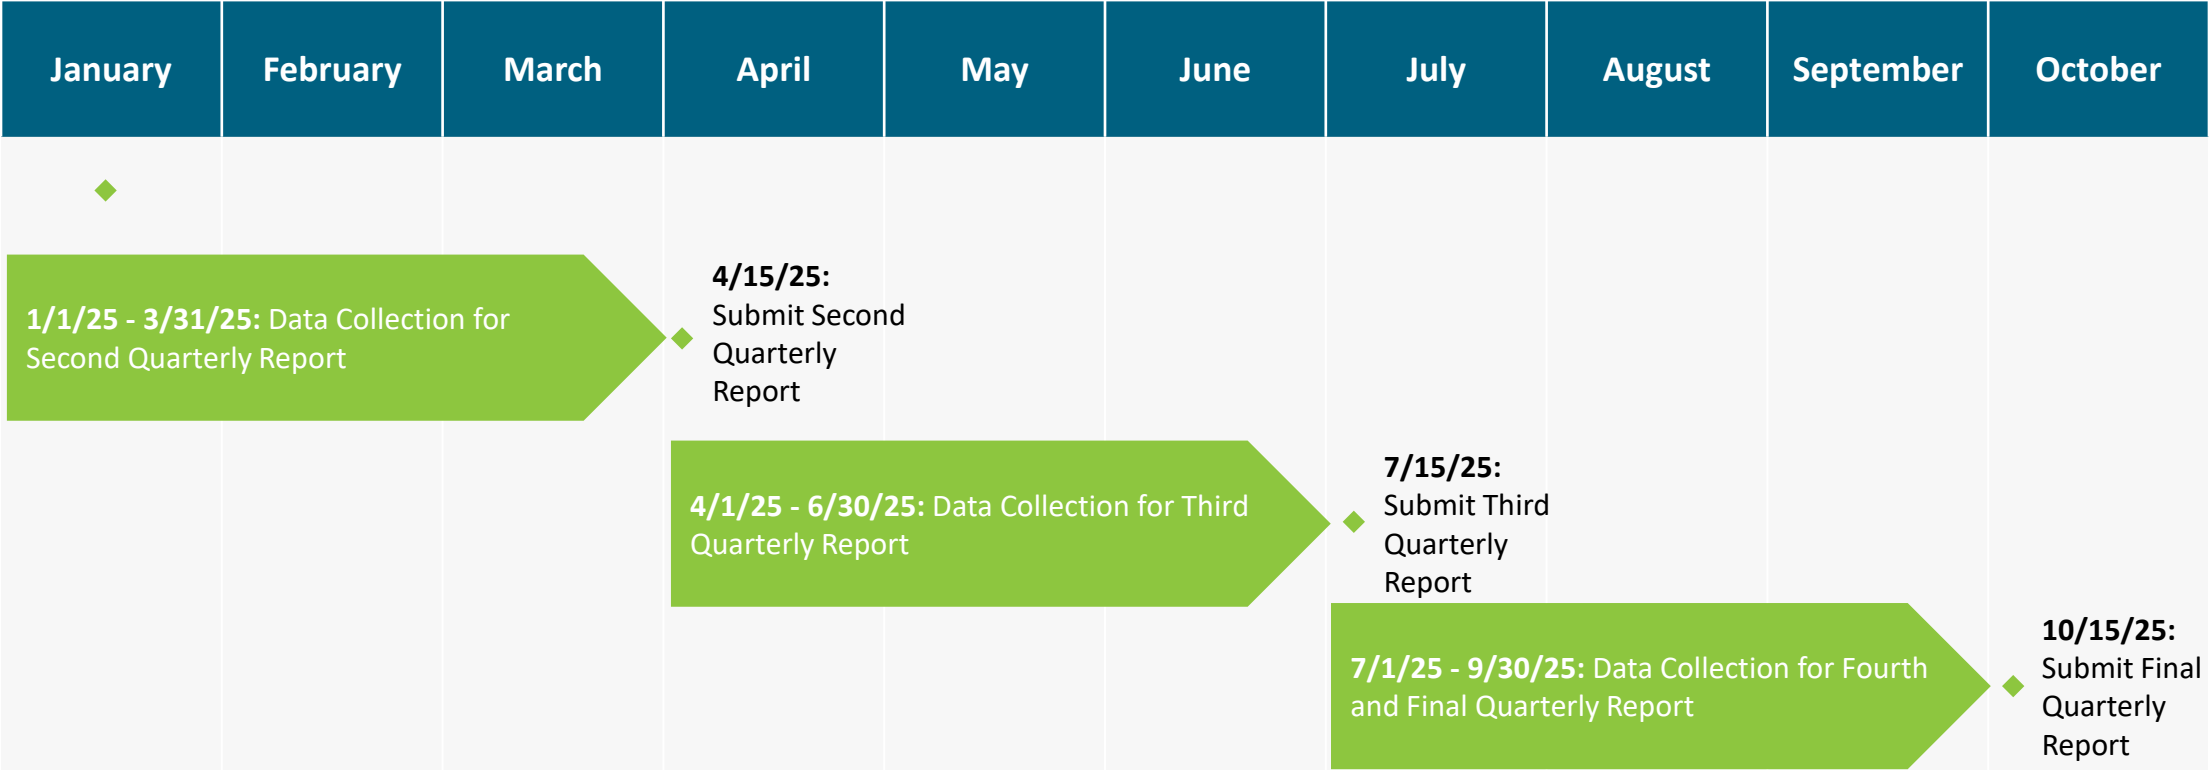 January February March April May June July August September October
4/15/25:
Submit Second
Quarterly
Report
1/1/25 - 3/31/25: Data Collection for
Second Quarterly Report
7/15/25:
Submit Third
Quarterly
Report
4/1/25 - 6/30/25: Data Collection for Third
Quarterly Report
10/15/25:
Submit Final
Quarterly
Report
7/1/25 - 9/30/25: Data Collection for Fourth
and Final Quarterly Report